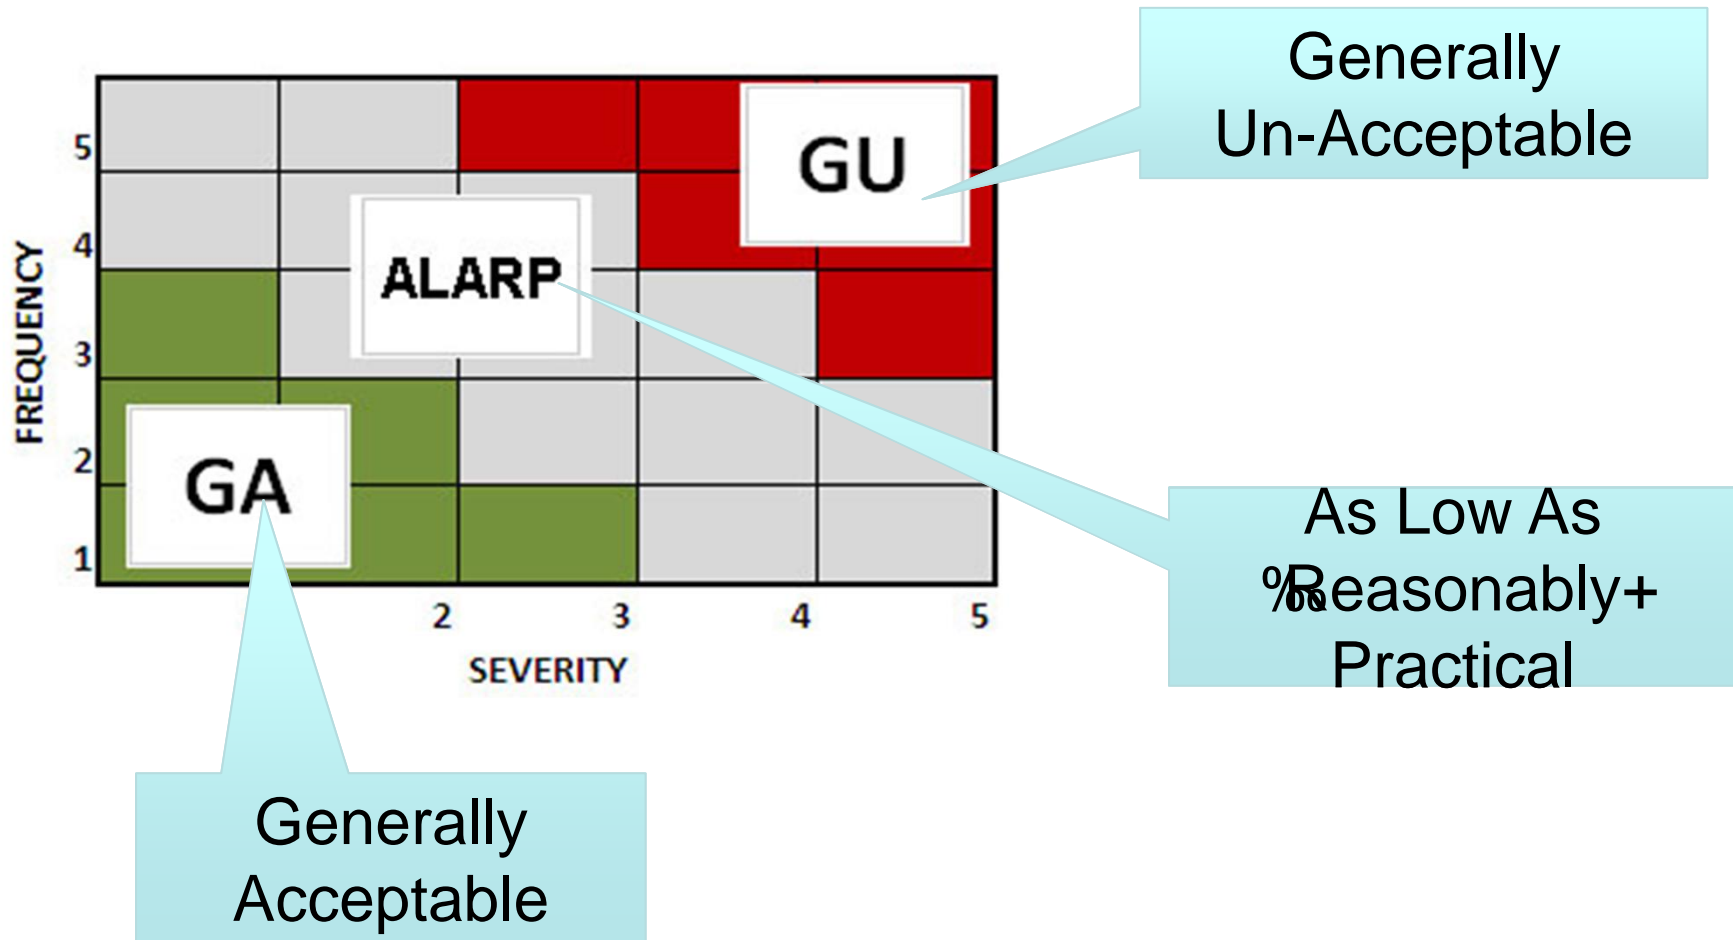 Generally
Un-Acceptable
5
GU
4
ALARP
FREQUENCY
3
2
GA
1
2 3 4 5
SEVERITY
As Low As
%Reasonably+
Practical
Generally
Acceptable